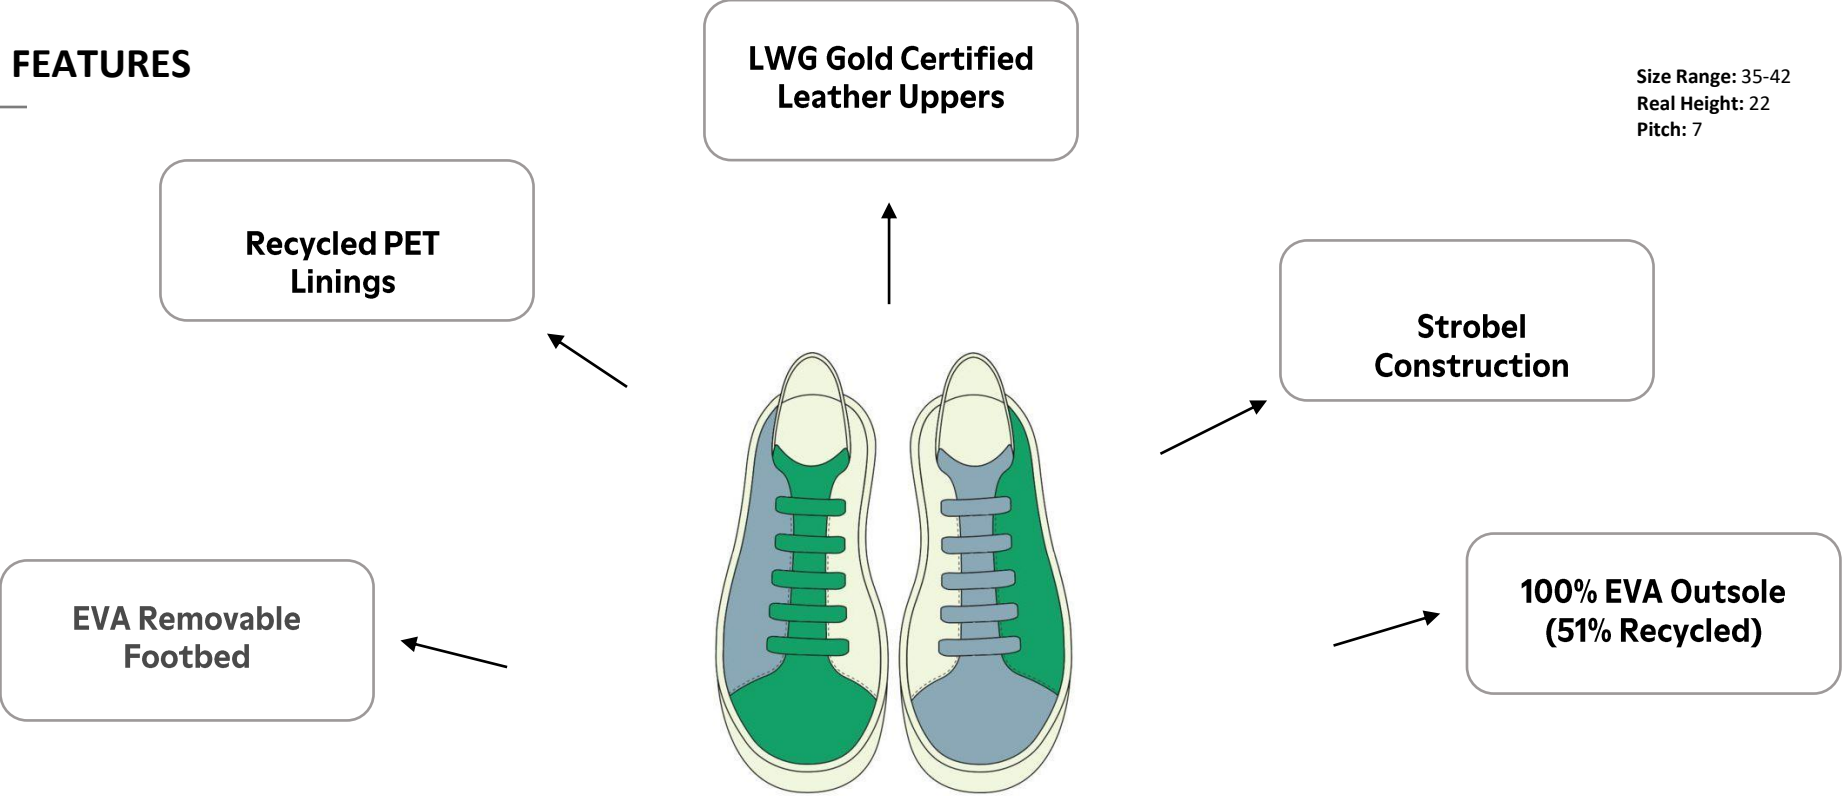 FEATURES
LWG Gold Certified
Leather Uppers
Size Range: 35-42
Real Height: 22
Pitch: 7
Recycled PET
Linings
Strobel
Construction
EVA Removable
Footbed
100% EVA Outsole
(51% Recycled)